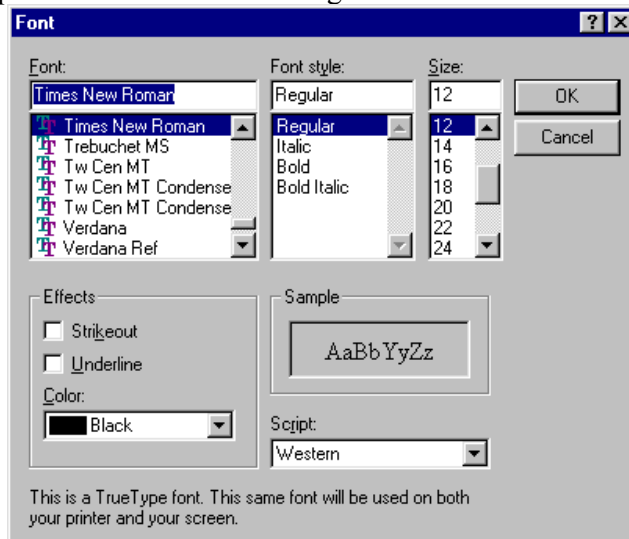 Font
Font: Font style: Size:
Times New Roman Regular 12 OK
Times New Roman Regular 12 Cancel
Trebuchet MS Italic 14
Tw Cen MT Bold 16
Tw Cen MT Condense Bold Italic 18
Tw Cen MT Condense 20
Verdana 22
Verdana Ref 24
Effects Sample
Strikeout
Underline AaBbYyZz
Color:
Black Script:
Western
This is a TrueType font. This same font will be used on both
your printer and your screen.